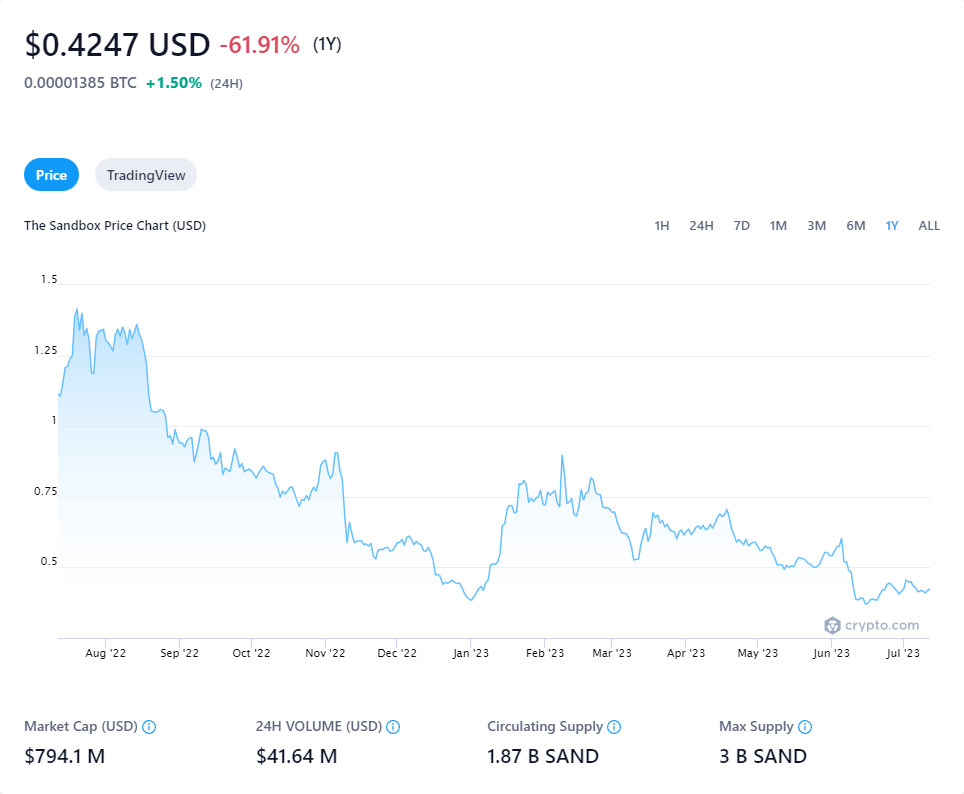 $0.4247 USD -61.91% (1Y)
0.00001385 BTC +1.50% (24H)
Price TradingView
The Sandbox Price Chart (USD) 1H 24H 7D 1M 3M 6M 1Y ALL
1.5
1.25
1
0.75
0.5
crypto.com
Aug '22 Sep '22 Oct '22 Nov '22 Dec '22 Jan '23 Feb '23 Mar '23 Apr '23 May '23 Jun '23 Jul '23
Market Cap (USD) 24H VOLUME (USD) Circulating Supply Max Supply
$794.1 M $41.64 M 1.87 B SAND 3 B SAND